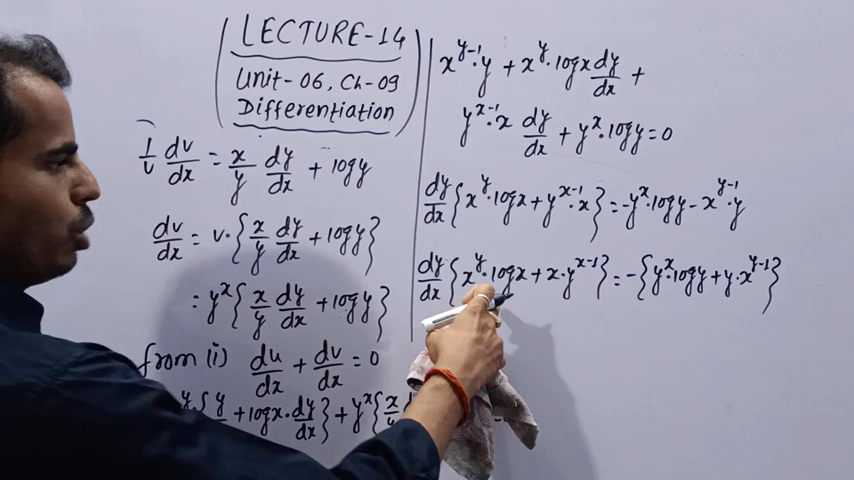 LECTURE-14
Unit-06, Ch-09
Differentiation
1/v dv/dx = x/y dy/dx + logy
dv/dx = v·{x/y dy/dx + logy}
= y^x {x/y dy/dx + logy}
from (i) du/dx + dv/dx = 0
{y + logx·dy/dx} + y^x {x
x^(y-1)·y + x^y·logx dy/dx +
y^(x-1)·x dy/dx + y^x·logy = 0
dy/dx {x^y·logx + y^(x-1)·x} = -y^x·logy - x^(y-1)·y
dy/dx {x^y·logx + x·y^(x-1)} = -{y^x·logy + y·x^(y-1)}